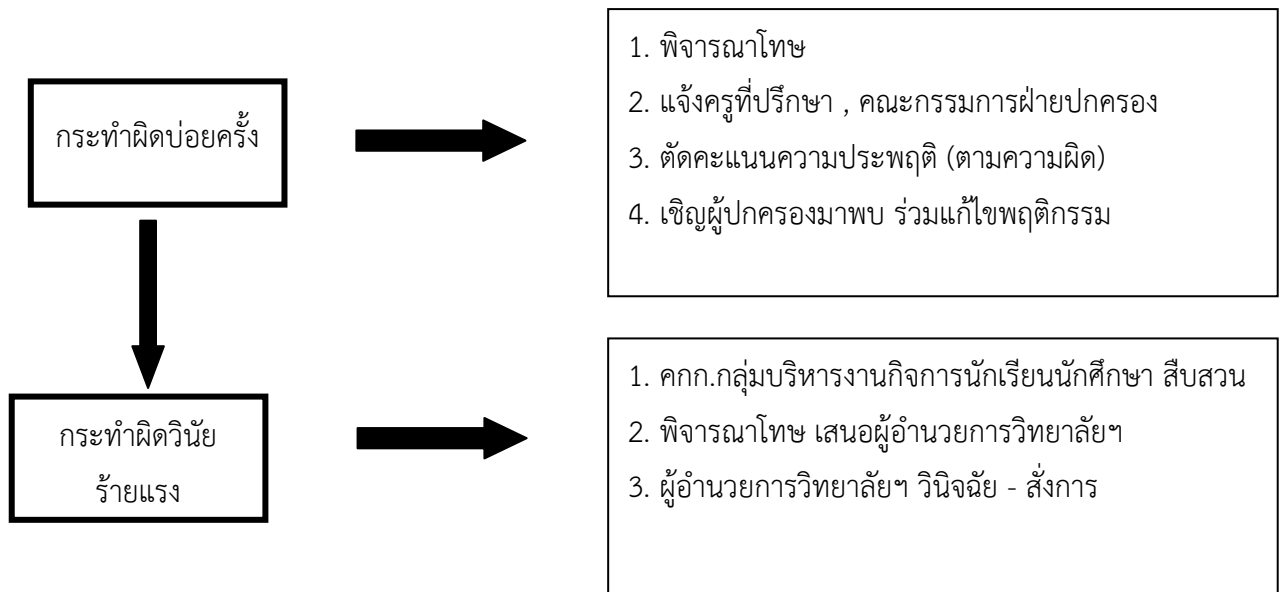 กระทำผิดบ่อยครั้ง
1. พิจารณาโทษ
2. แจ้งครูที่ปรึกษา , คณะกรรมการฝ่ายปกครอง
3. ตัดคะแนนความประพฤติ (ตามความผิด)
4. เชิญผู้ปกครองมาพบ ร่วมแก้ไขพฤติกรรม
กระทำผิดวินัย
ร้ายแรง
1. คกก.กลุ่มบริหารงานกิจการนักเรียนนักศึกษา สืบสวน
2. พิจารณาโทษ เสนอผู้อำนวยการวิทยาลัยฯ
3. ผู้อำนวยการวิทยาลัยฯ วินิจฉัย - สั่งการ